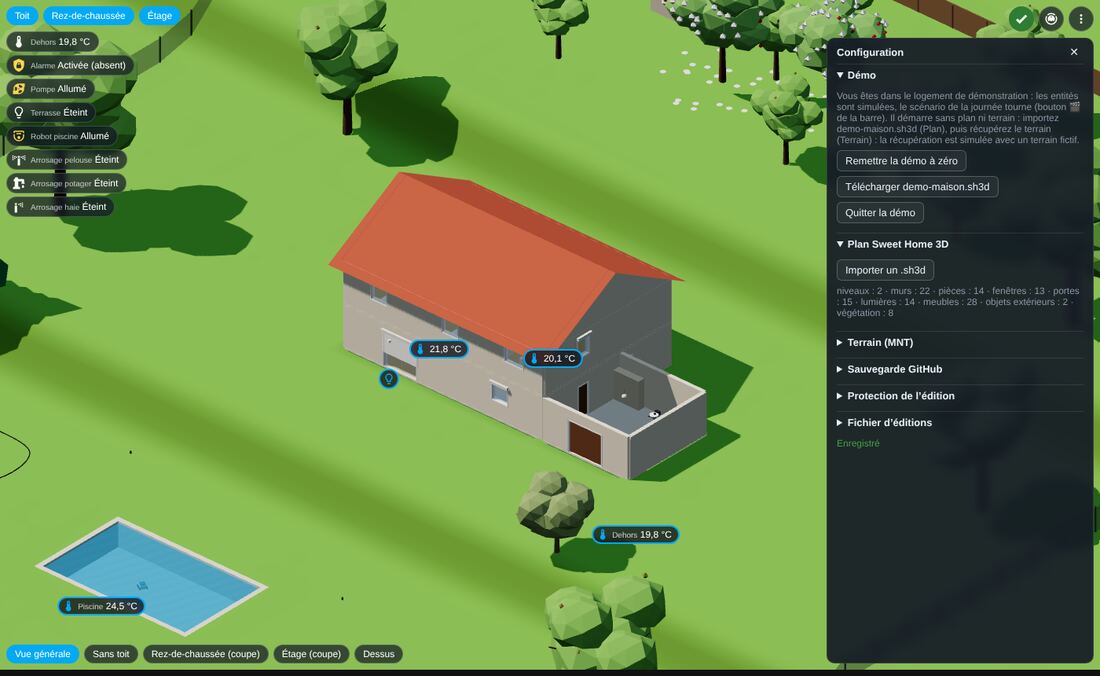 Toit
Rez-de-chaussée
Étage
Dehors 19,8 °C
Alarme Activée (absent)
Pompe Allumé
Terrasse Éteint
Robot piscine Allumé
Arrosage pelouse Éteint
Arrosage potager Éteint
Arrosage haie Éteint
21,8 °C
20,1 °C
Dehors 19,8 °C
Piscine 24,5 °C
Vue générale
Sans toit
Rez-de-chaussée (coupe)
Étage (coupe)
Dessus
Configuration
Démo
Vous êtes dans le logement de démonstration : les entités
sont simulées, le scénario de la journée tourne (bouton 🎬
de la barre). Il démarre sans plan ni terrain : importez
demo-maison.sh3d (Plan), puis récupérez le terrain
(Terrain) : la récupération est simulée avec un terrain fictif.
Remettre la démo à zéro
Télécharger demo-maison.sh3d
Quitter la démo
Plan Sweet Home 3D
Importer un .sh3d
niveaux : 2 · murs : 22 · pièces : 14 · fenêtres : 13 · portes
: 15 · lumières : 14 · meubles : 28 · objets extérieurs : 2 ·
végétation : 8
Terrain (MNT)
Sauvegarde GitHub
Protection de l’édition
Fichier d’éditions
Enregistré